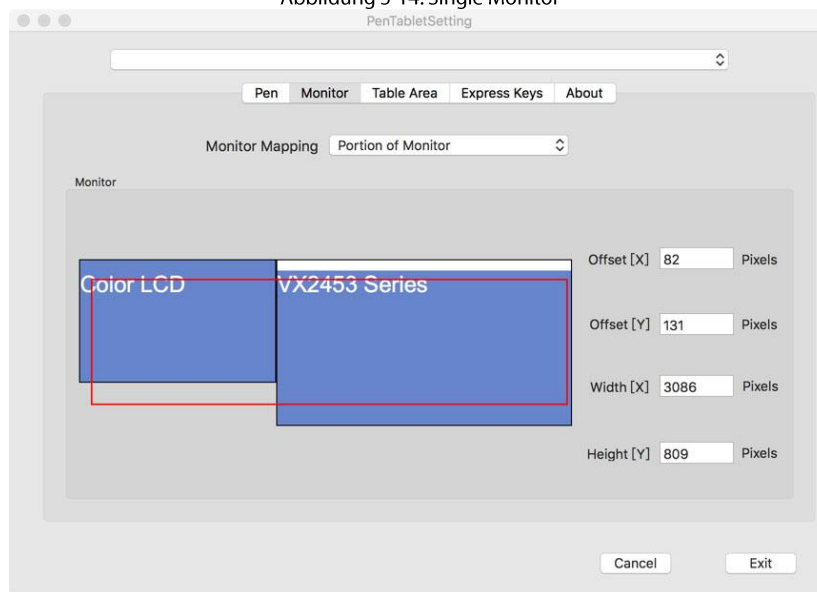 Abbildung 3-14. Single Monitor
PenTabletSetting
Pen Monitor Table Area Express Keys About
Monitor Mapping Portion of Monitor
Monitor
Color LCD
VX2453 Series
Offset [X] 82 Pixels
Offset [Y] 131 Pixels
Width [X] 3086 Pixels
Height [Y] 809 Pixels
Cancel Exit